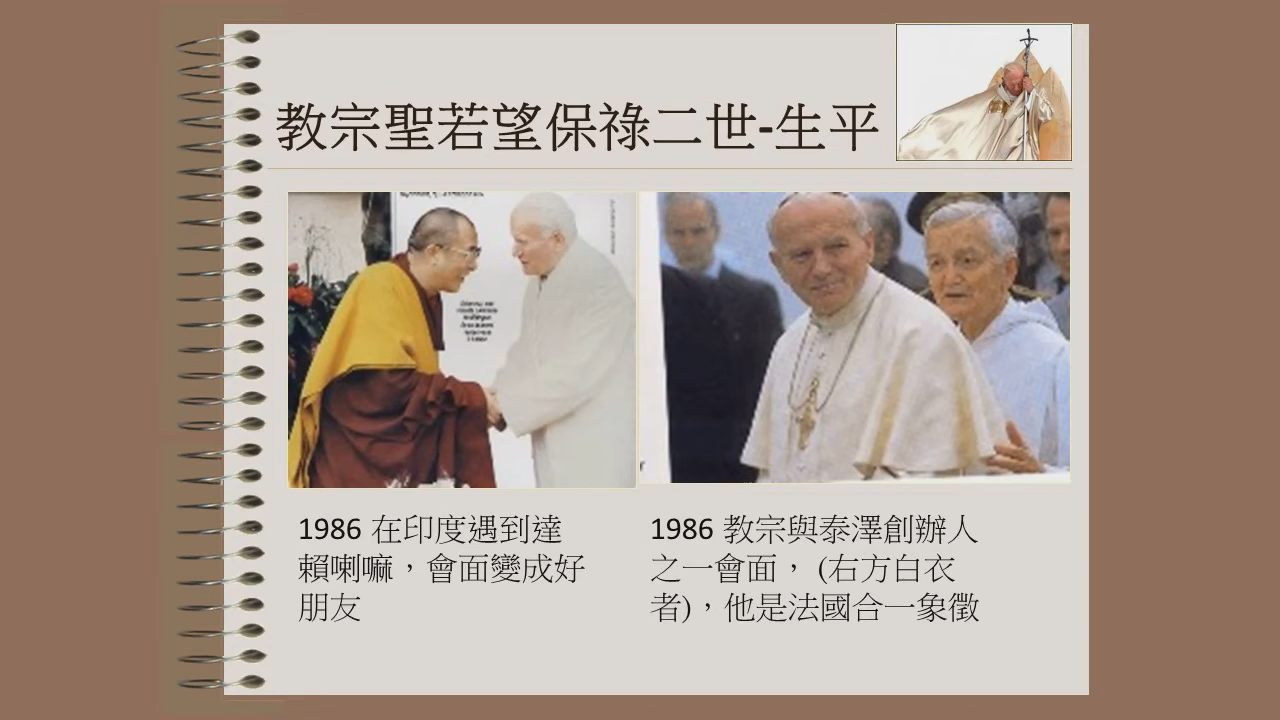 教宗聖若望保祿二世-生平
1986 在印度遇到達
賴喇嘛，會面變成好
朋友
1986 教宗與泰澤創辦人
之一會面， (右方白衣
者)，他是法國合一象徵